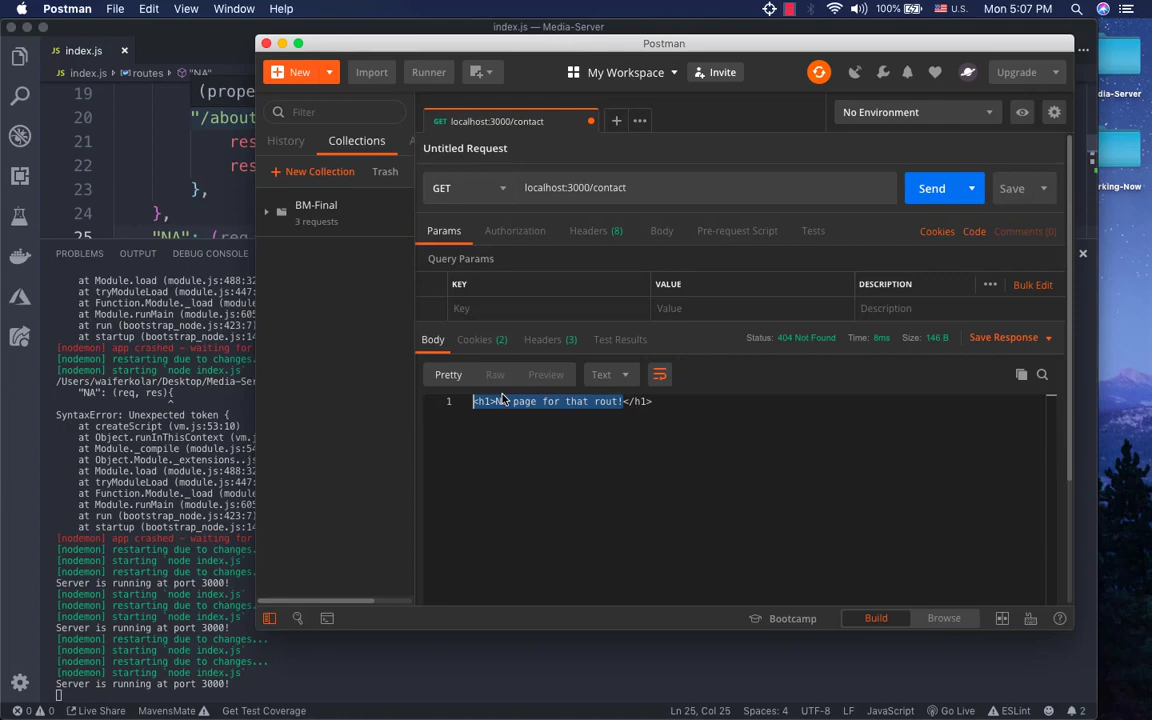 Postman File Edit View Window Help 100% U.S. Mon 5:07 PM
index.js — Media-Server
JS index.js
JS index.js › routes › "NA"
19 (prope
20 "/about
21 res
22 res
23 },
24 },
25 "NA": (req
PROBLEMS OUTPUT DEBUG CONSOLE
at Module.load (module.js:488:32
at tryModuleLoad (module.js:447:
at Function.Module._load (module
at Module.runMain (module.js:605
at run (bootstrap_node.js:423:7)
at startup (bootstrap_node.js:14
[nodemon] app crashed - waiting for
[nodemon] restarting due to changes.
[nodemon] starting `node index.js`
/Users/waiferkolar/Desktop/Media-Ser
"NA": (req, res){
^
SyntaxError: Unexpected token {
at createScript (vm.js:53:10)
at Object.runInThisContext (vm.j
at Module._compile (module.js:54
at Object.Module._extensions..js
at Module.load (module.js:488:32
at tryModuleLoad (module.js:447:
at Function.Module._load (module
at Module.runMain (module.js:605
at run (bootstrap_node.js:423:7)
at startup (bootstrap_node.js:14
[nodemon] app crashed - waiting for
[nodemon] restarting due to changes.
[nodemon] starting `node index.js`
[nodemon] restarting due to changes.
Server is running at port 3000!
[nodemon] starting `node index.js`
[nodemon] restarting due to changes.
[nodemon] starting `node index.js`
Server is running at port 3000!
[nodemon] restarting due to changes...
[nodemon] starting `node index.js`
[nodemon] restarting due to changes...
[nodemon] starting `node index.js`
Server is running at port 3000!
Postman
New Import Runner My Workspace Invite Upgrade
Filter
History Collections
New Collection Trash
BM-Final
3 requests
GET localhost:3000/contact
No Environment
Untitled Request
GET localhost:3000/contact Send Save
Params Authorization Headers (8) Body Pre-request Script Tests Cookies Code Comments (0)
Query Params
KEY VALUE DESCRIPTION Bulk Edit
Key Value Description
Body Cookies (2) Headers (3) Test Results Status: 404 Not Found Time: 8ms Size: 146 B Save Response
Pretty Raw Preview Text
1 <h1>No page for that rout!</h1>
Bootcamp Build Browse
dia-Server
rking-Now
0 0 Live Share MavensMate Get Test Coverage Ln 25, Col 25 Spaces: 4 UTF-8 LF JavaScript Go Live ESLint 2